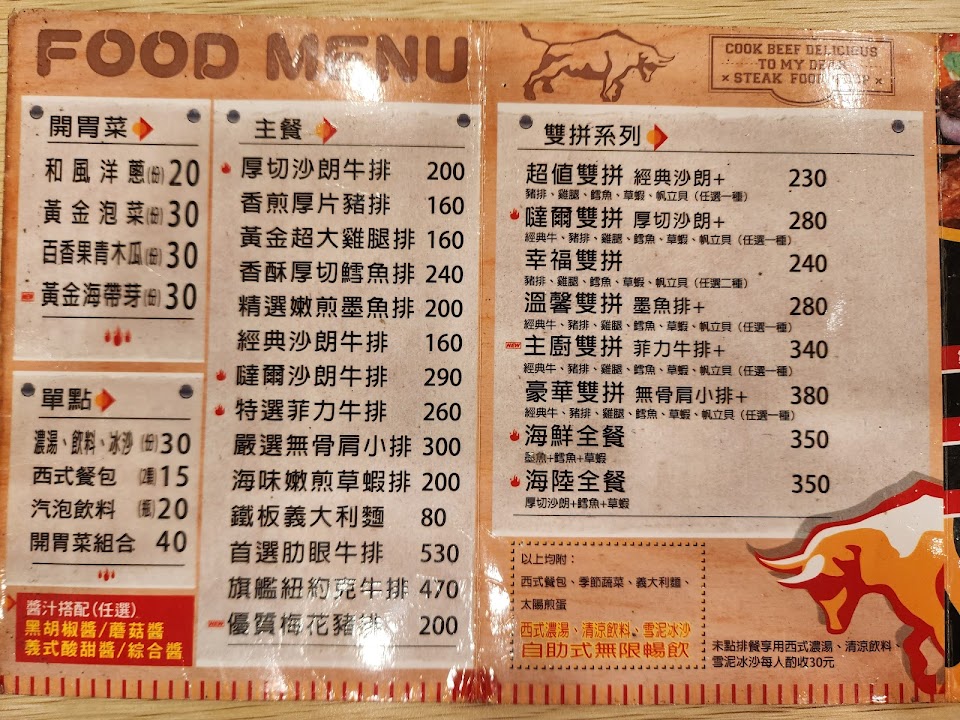 FOOD MENU
COOK BEEF DELICIOUS
TO MY DEAR
STEAK FOOD SHOP
開胃菜
和風洋蔥(份)20
黃金泡菜(份)30
百香果青木瓜(份)30
NEW 黃金海帶芽(份)30
單點
濃湯、飲料、冰沙(份)30
西式餐包 15
汽泡飲料(瓶)20
開胃菜組合 40
醬汁搭配(任選)
黑胡椒醬/蘑菇醬
義式酸甜醬/綜合醬
主餐
厚切沙朗牛排 200
香煎厚片豬排 160
黃金超大雞腿排 160
香酥厚切鱈魚排 240
精選嫩煎墨魚排 200
經典沙朗牛排 160
噠爾沙朗牛排 290
特選菲力牛排 260
嚴選無骨肩小排 300
海味嫩煎草蝦排 200
鐵板義大利麵 80
首選肋眼牛排 530
旗艦紐約克牛排 470
NEW 優質梅花豬排 200
雙拼系列
超值雙拼 經典沙朗+ 230
豬排、雞腿、鱈魚、草蝦、帆立貝(任選一種)
噠爾雙拼 厚切沙朗+ 280
經典牛、豬排、雞腿、鱈魚、草蝦、帆立貝(任選一種)
幸福雙拼 240
豬排、雞腿、鱈魚、草蝦、帆立貝(任選二種)
溫馨雙拼 墨魚排+ 280
經典牛、豬排、雞腿、鱈魚、草蝦、帆立貝(任選一種)
NEW 主廚雙拼 菲力牛排+ 340
經典牛、豬排、雞腿、鱈魚、草蝦、帆立貝(任選一種)
豪華雙拼 無骨肩小排+ 380
經典牛、豬排、雞腿、鱈魚、草蝦、帆立貝(任選一種)
海鮮全餐 350
墨魚+鱈魚+草蝦
海陸全餐 350
厚切沙朗+鱈魚+草蝦
以上均附：
西式餐包、季節蔬菜、義大利麵、
太陽煎蛋
西式濃湯、清涼飲料、雪泥冰沙
自助式無限暢飲
未點排餐享用西式濃湯、清涼飲料、
雪泥冰沙每人酌收30元